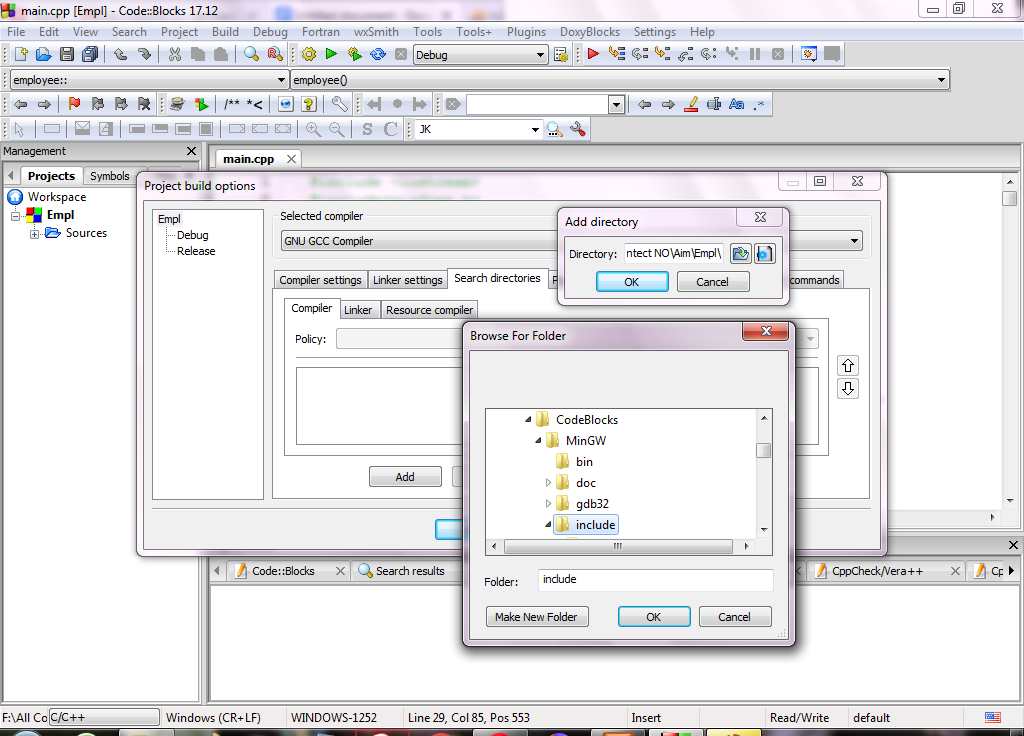 main.cpp [Empl] - Code::Blocks 17.12
File Edit View Search Project Build Debug Fortran wxSmith Tools Tools+ Plugins DoxyBlocks Settings Help
Debug
employee:: employee()
/** *<
S C JK
Management
Projects Symbols
Workspace
Empl
Sources
main.cpp
Project build options
Empl
Debug
Release
Selected compiler
GNU GCC Compiler
Compiler settings Linker settings Search directories
commands
Compiler Linker Resource compiler
Policy:
Add
Add directory
Directory: ntect NO\Aim\Empl\
OK Cancel
Browse For Folder
CodeBlocks
MinGW
bin
doc
gdb32
include
Folder: include
Make New Folder OK Cancel
Code::Blocks Search results CppCheck/Vera++ Cp
F:\All Co C/C++ Windows (CR+LF) WINDOWS-1252 Line 29, Col 85, Pos 553 Insert Read/Write default